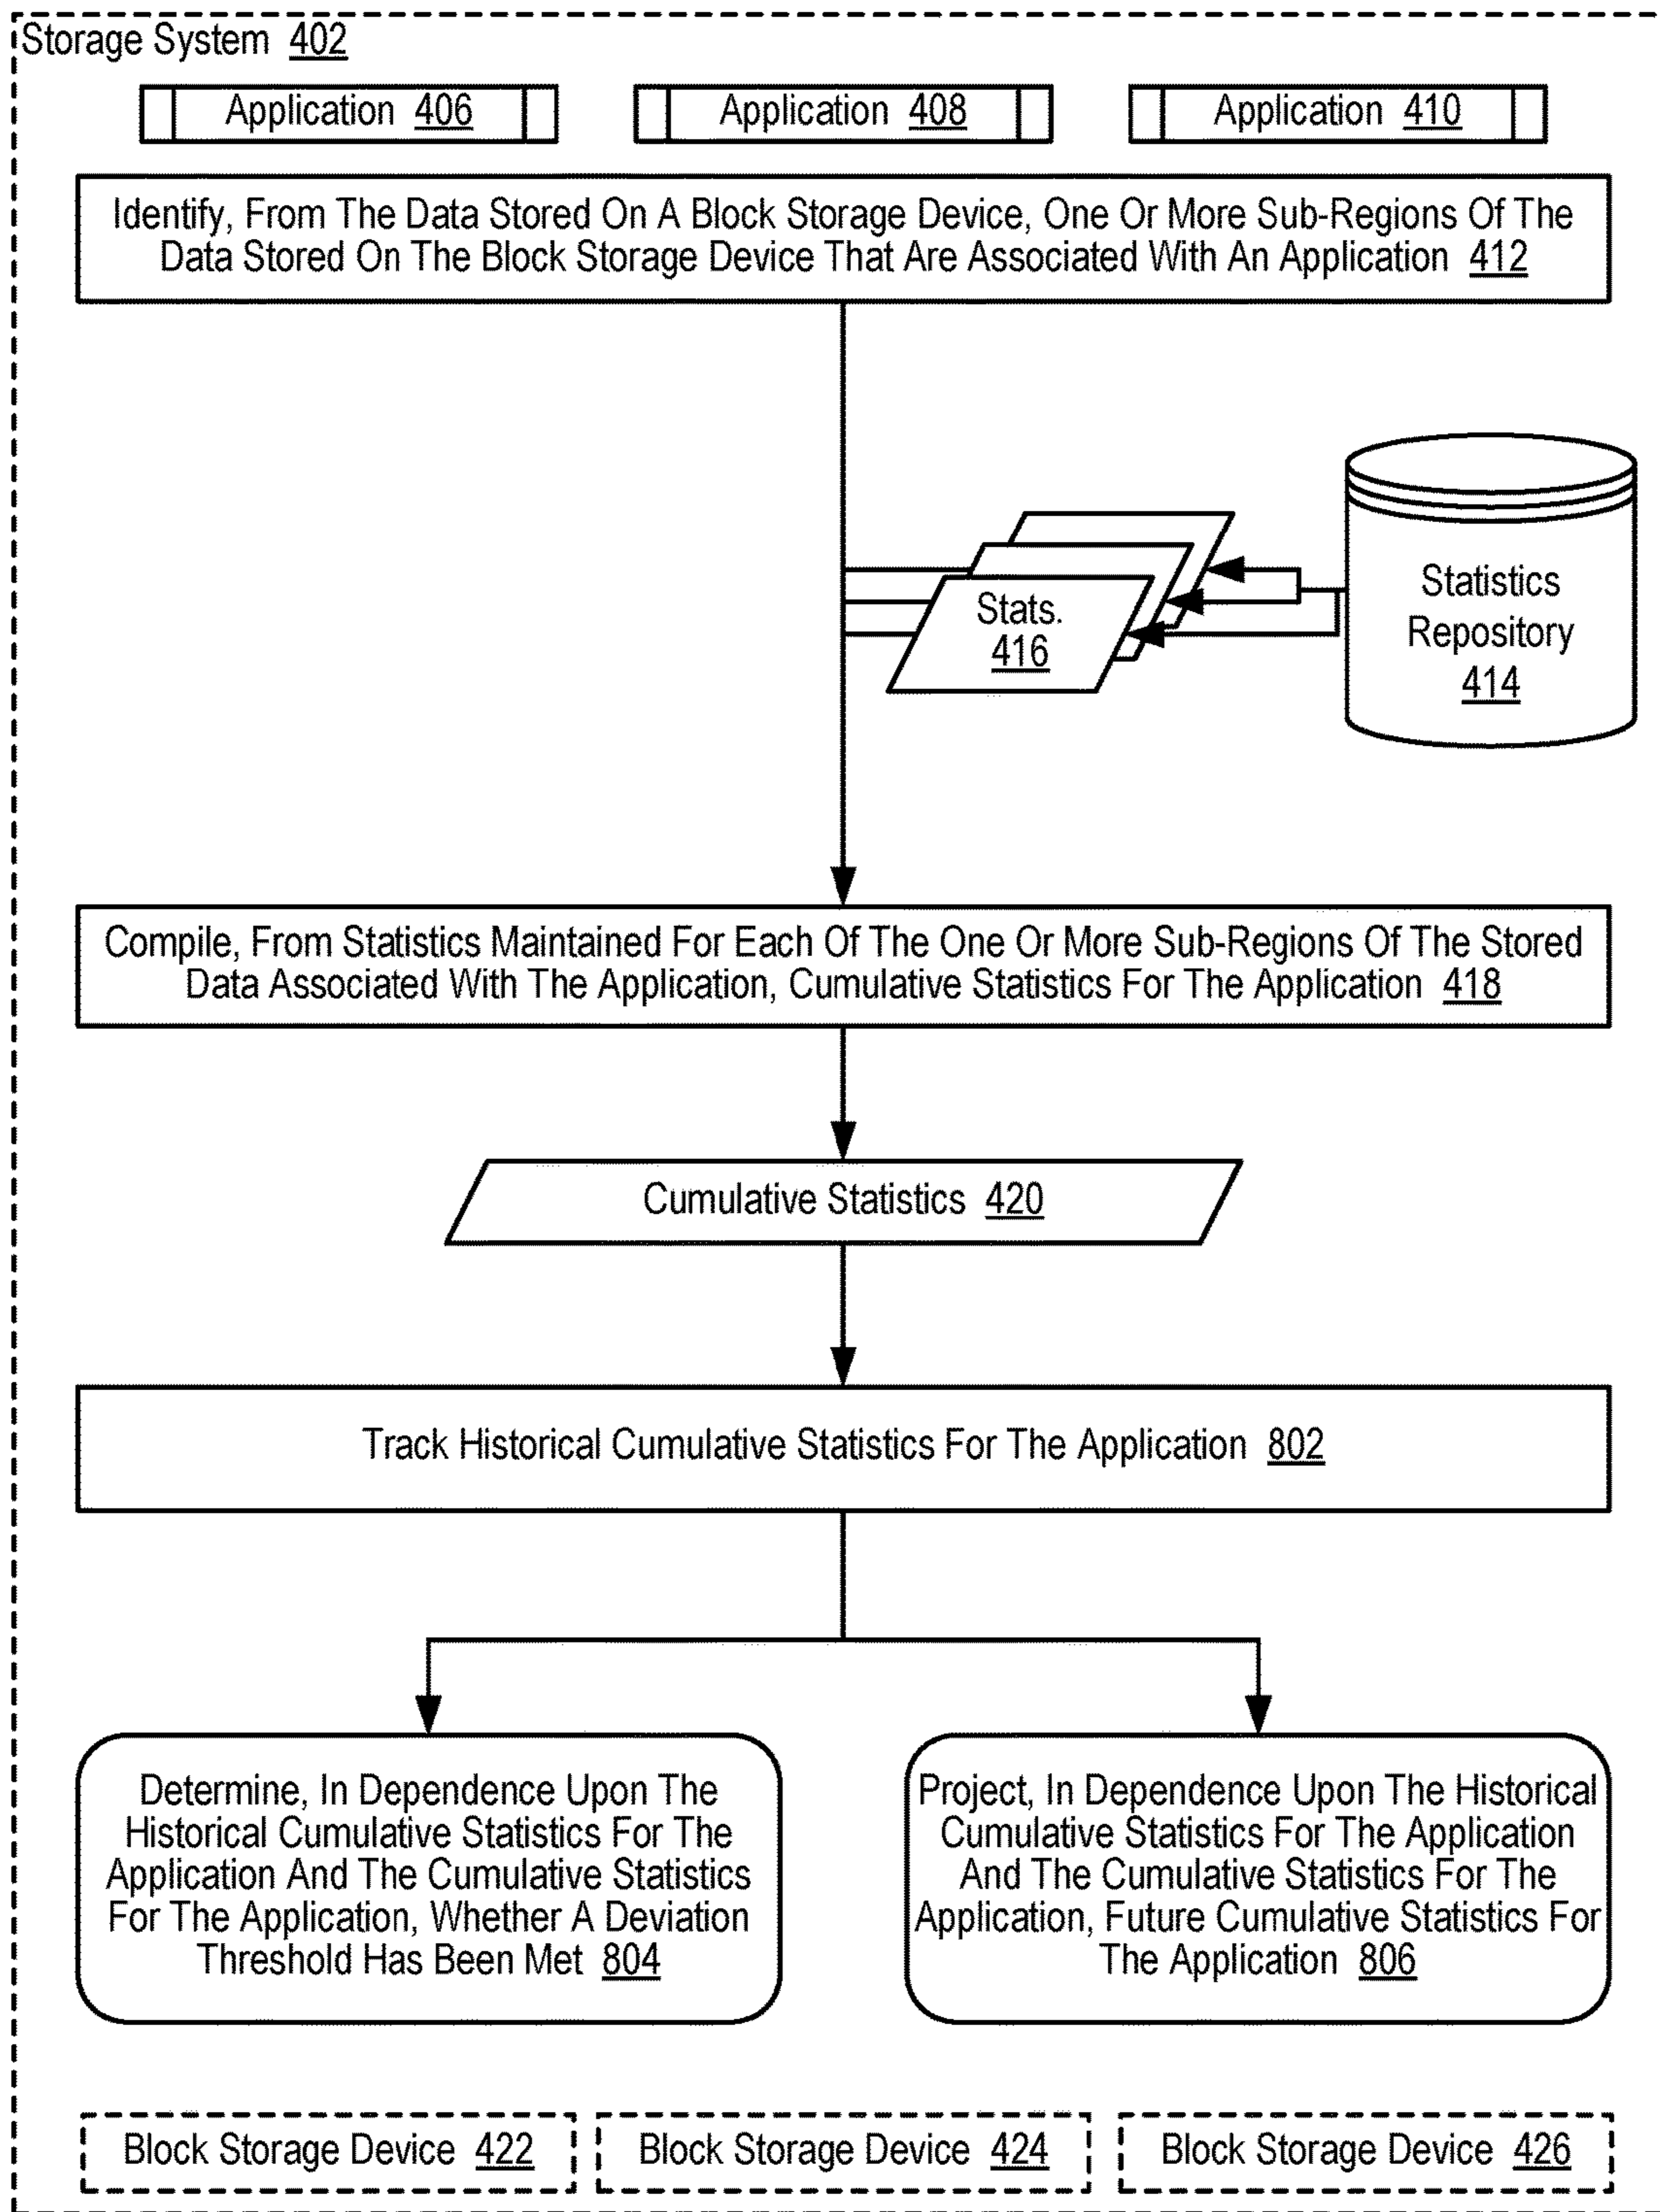 Storage System 402
Application 406
Application 408
Application 410
Identify, From The Data Stored On A Block Storage Device, One Or More Sub-Regions Of The
Data Stored On The Block Storage Device That Are Associated With An Application 412
Stats.
416
Statistics
Repository
414
Compile, From Statistics Maintained For Each Of The One Or More Sub-Regions Of The Stored
Data Associated With The Application, Cumulative Statistics For The Application 418
Cumulative Statistics 420
Track Historical Cumulative Statistics For The Application 802
Determine, In Dependence Upon The
Historical Cumulative Statistics For The
Application And The Cumulative Statistics
For The Application, Whether A Deviation
Threshold Has Been Met 804
Project, In Dependence Upon The Historical
Cumulative Statistics For The Application
And The Cumulative Statistics For The
Application, Future Cumulative Statistics For
The Application 806
Block Storage Device 422
Block Storage Device 424
Block Storage Device 426